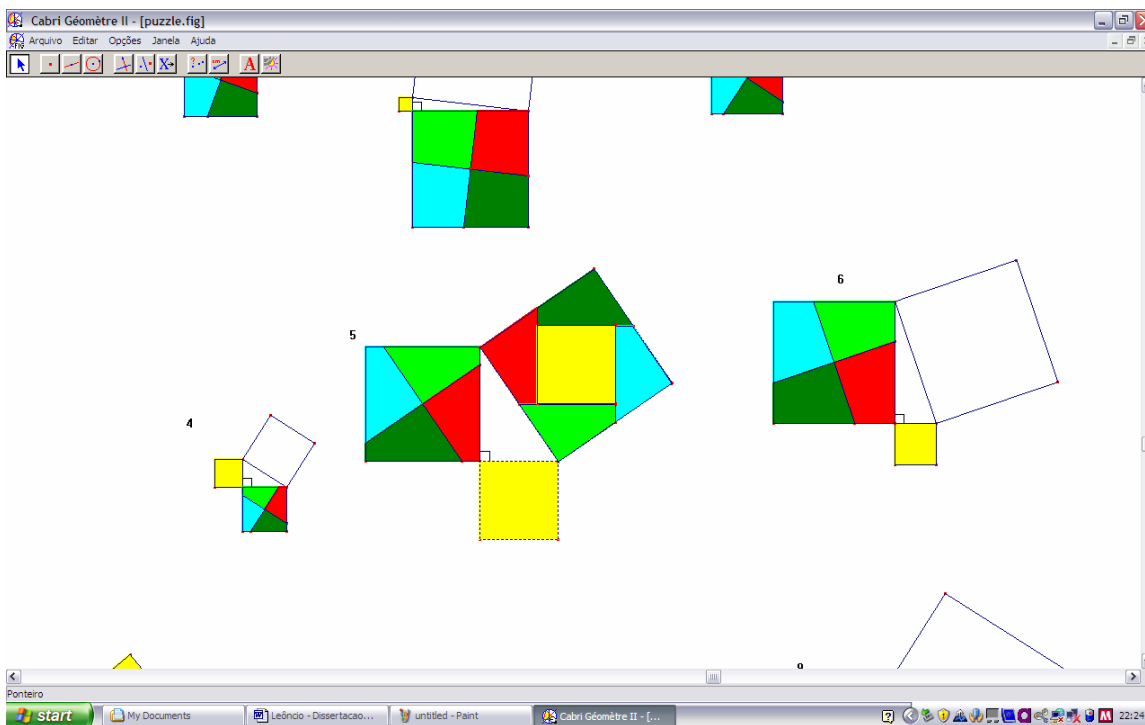 Cabri Géomètre II - [puzzle.fig]
Arquivo Editar Opções Janela Ajuda
A
6
5
4
9
Ponteiro
start My Documents Leôncio - Dissertacao... untitled - Paint Cabri Géomètre II - [... 22:24